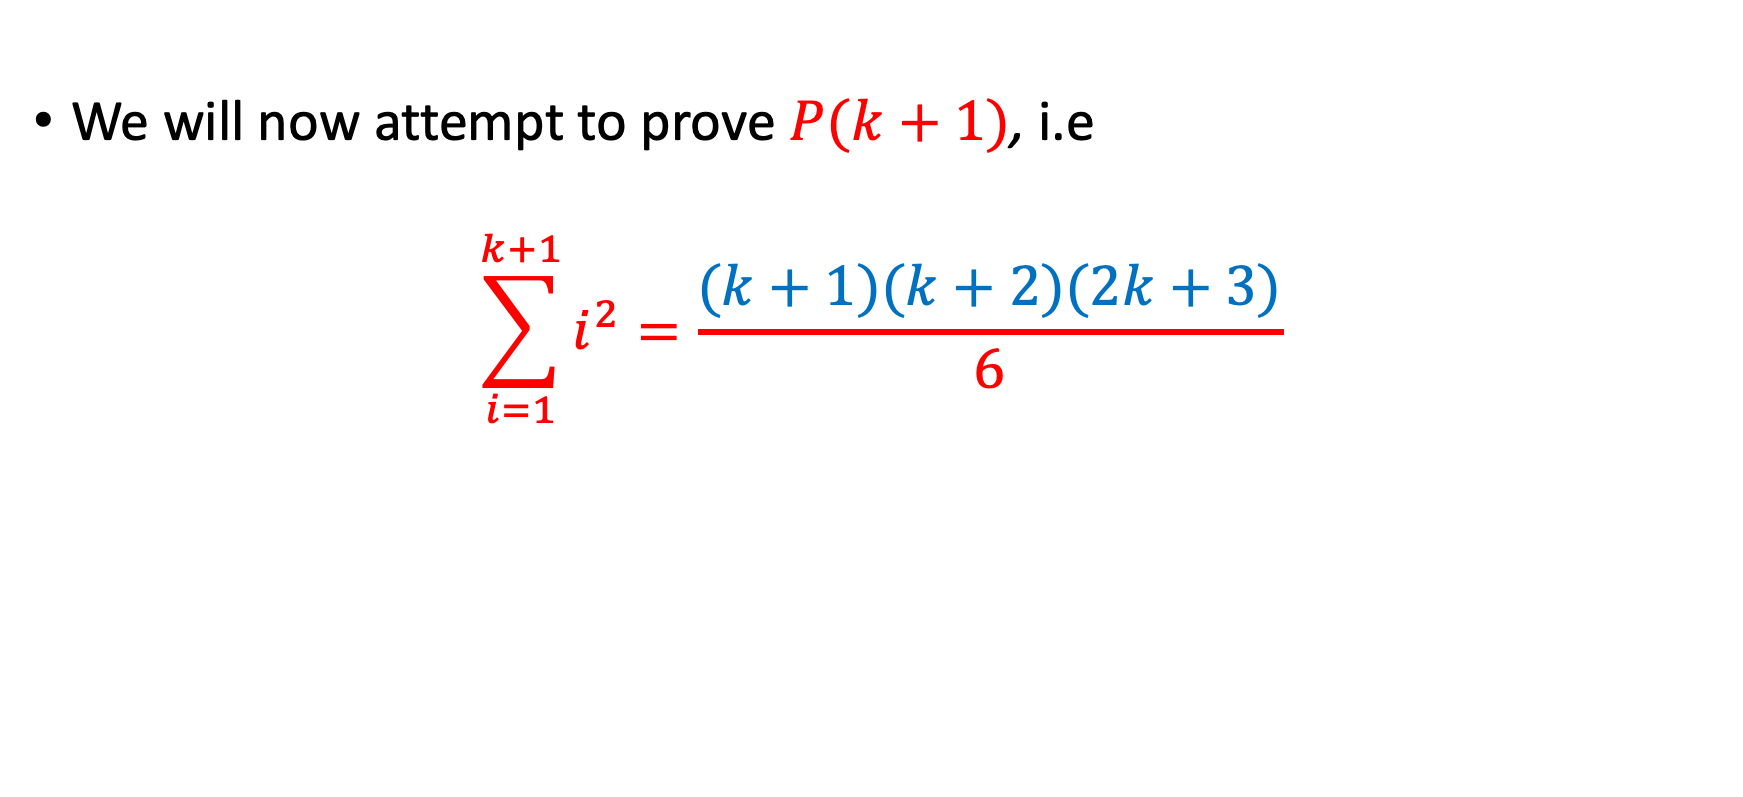 • We will now attempt to prove P(k + 1), i.e
k+1
∑ i² = (k + 1)(k + 2)(2k + 3)
6
i=1